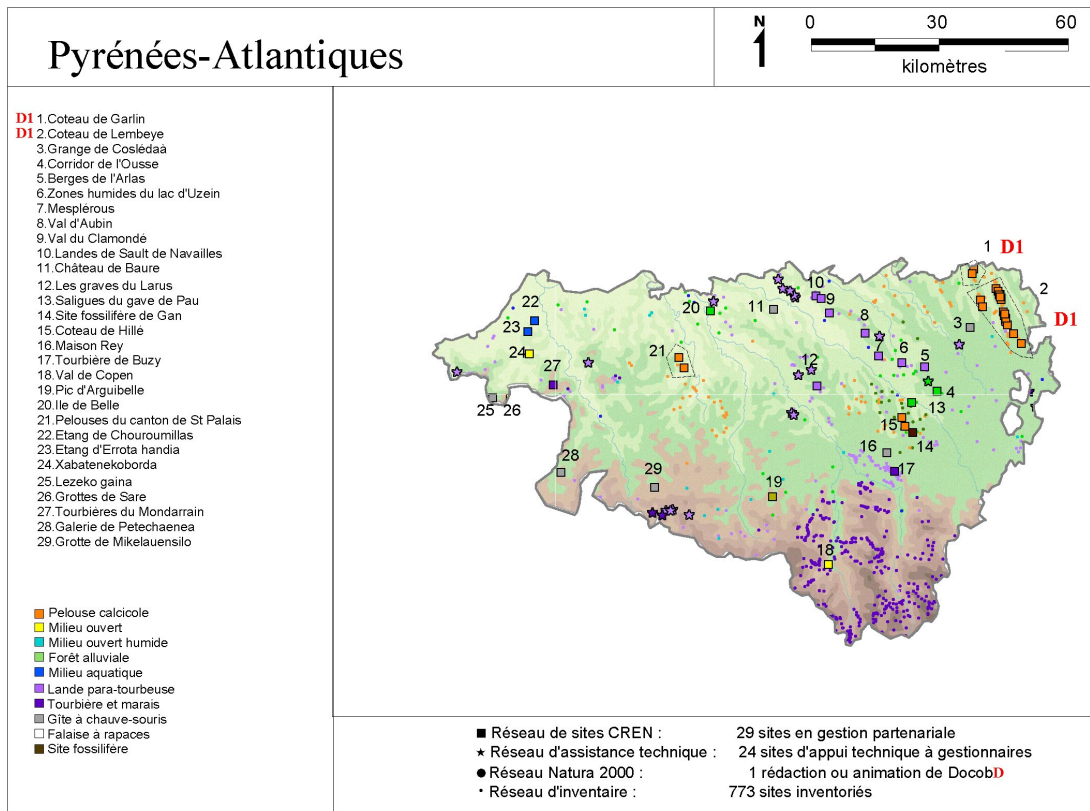 Pyrénées-Atlantiques
N
0 30 60
kilomètres
D1 1.Coteau de Garlin
D1 2.Coteau de Lembeye
3.Grange de Coslédaà
4.Corridor de l'Ousse
5.Berges de l'Arlas
6.Zones humides du lac d'Uzein
7.Mesplérous
8.Val d'Aubin
9.Val du Clamondé
10.Landes de Sault de Navailles
11.Château de Baure
12.Les graves du Larus
13.Saligues du gave de Pau
14.Site fossilifère de Gan
15.Coteau de Hillé
16.Maison Rey
17.Tourbière de Buzy
18.Val de Copen
19.Pic d'Arguibelle
20.Ile de Belle
21.Pelouses du canton de St Palais
22.Etang de Chouroumillas
23.Etang d'Errota handia
24.Xabatenekoborda
25.Lezeko gaina
26.Grottes de Sare
27.Tourbières du Mondarrain
28.Galerie de Petechaenea
29.Grotte de Mikelauensilo
Pelouse calcicole
Milieu ouvert
Milieu ouvert humide
Forêt alluviale
Milieu aquatique
Lande para-tourbeuse
Tourbière et marais
Gîte à chauve-souris
Falaise à rapaces
Site fossilifère
1 D1
2
D1
10
9
11
20
22
23
24
8
3
7
6
5
21
27
12
4
25 26
13
15
14
16
17
28
29
19
18
Réseau de sites CREN : 29 sites en gestion partenariale
Réseau d'assistance technique : 24 sites d'appui technique à gestionnaires
Réseau Natura 2000 : 1 rédaction ou animation de DocobD
Réseau d'inventaire : 773 sites inventoriés